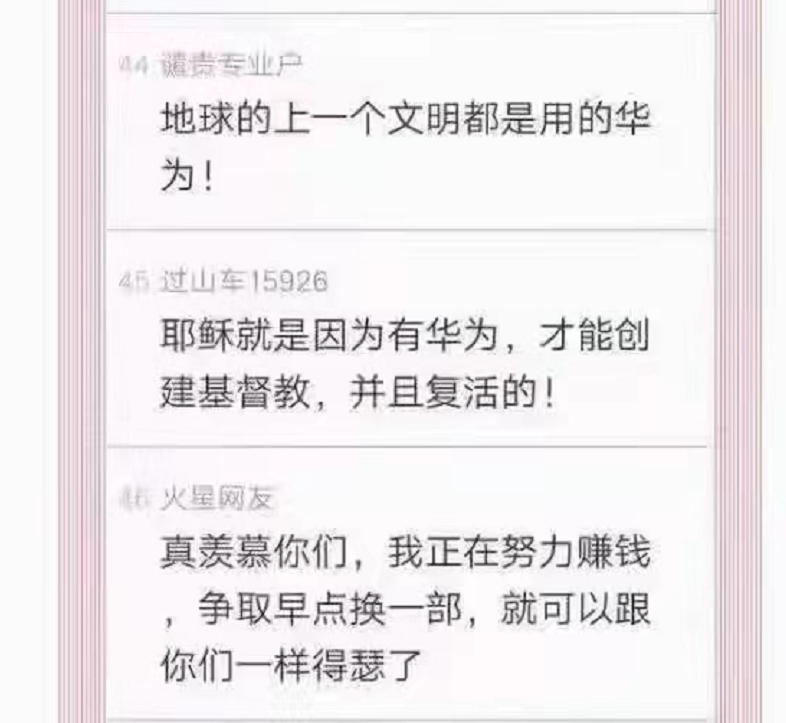 44 谴责专业户
地球的上一个文明都是用的华
为！
45 过山车15926
耶稣就是因为有华为，才能创
建基督教，并且复活的！
46 火星网友
真羡慕你们，我正在努力赚钱
，争取早点换一部，就可以跟
你们一样得瑟了